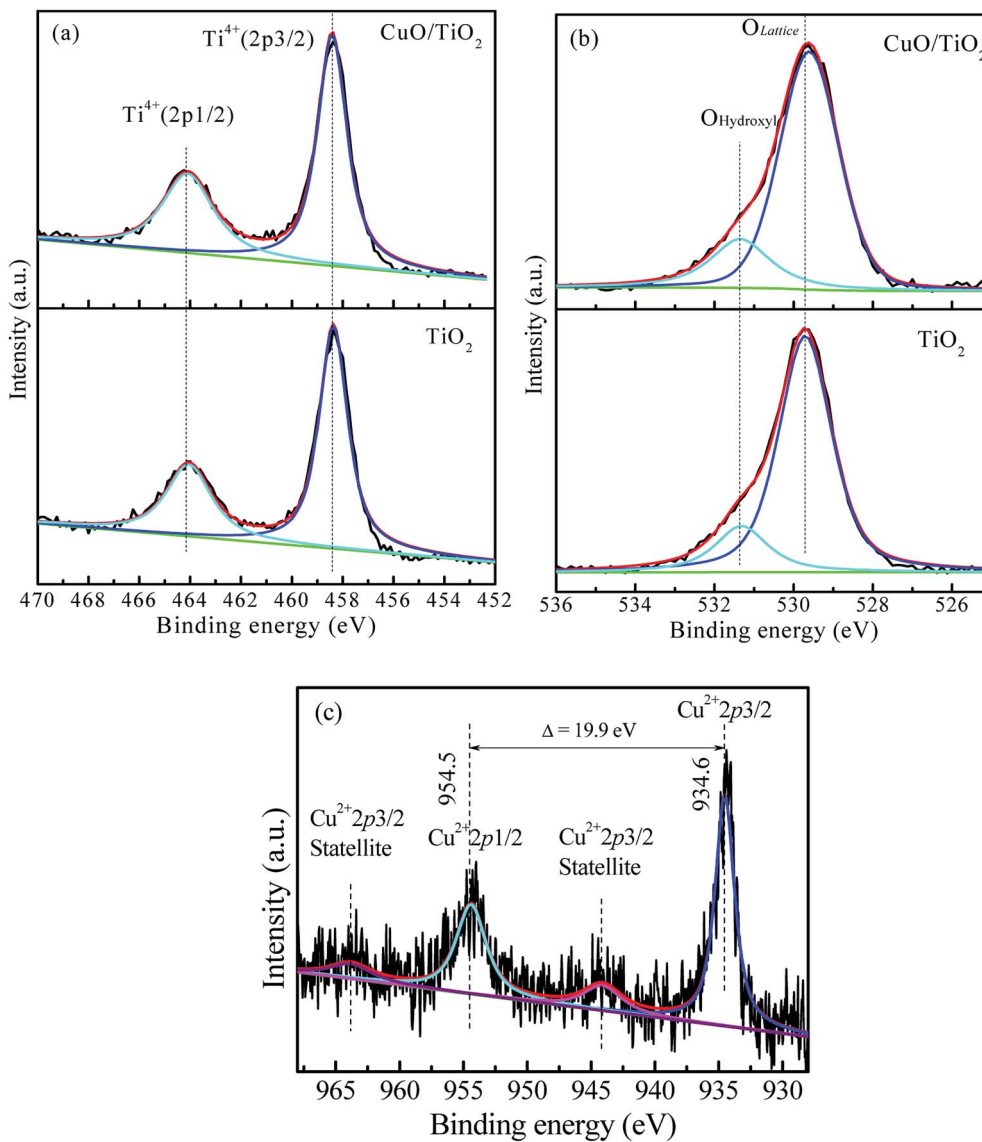 (a)
Ti⁴⁺(2p3/2)
CuO/TiO₂
Ti⁴⁺(2p1/2)
TiO₂
Intensity (a.u.)
470 468 466 464 462 460 458 456 454 452
Binding energy (eV)
(b)
O Lattice
CuO/TiO₂
O Hydroxyl
TiO₂
Intensity (a.u.)
536 534 532 530 528 526
Binding energy (eV)
(c)
Cu²⁺2p3/2
Δ = 19.9 eV
954.5
934.6
Cu²⁺2p3/2
Statellite
Cu²⁺2p1/2
Cu²⁺2p3/2
Statellite
Intensity (a.u.)
965 960 955 950 945 940 935 930
Binding energy (eV)